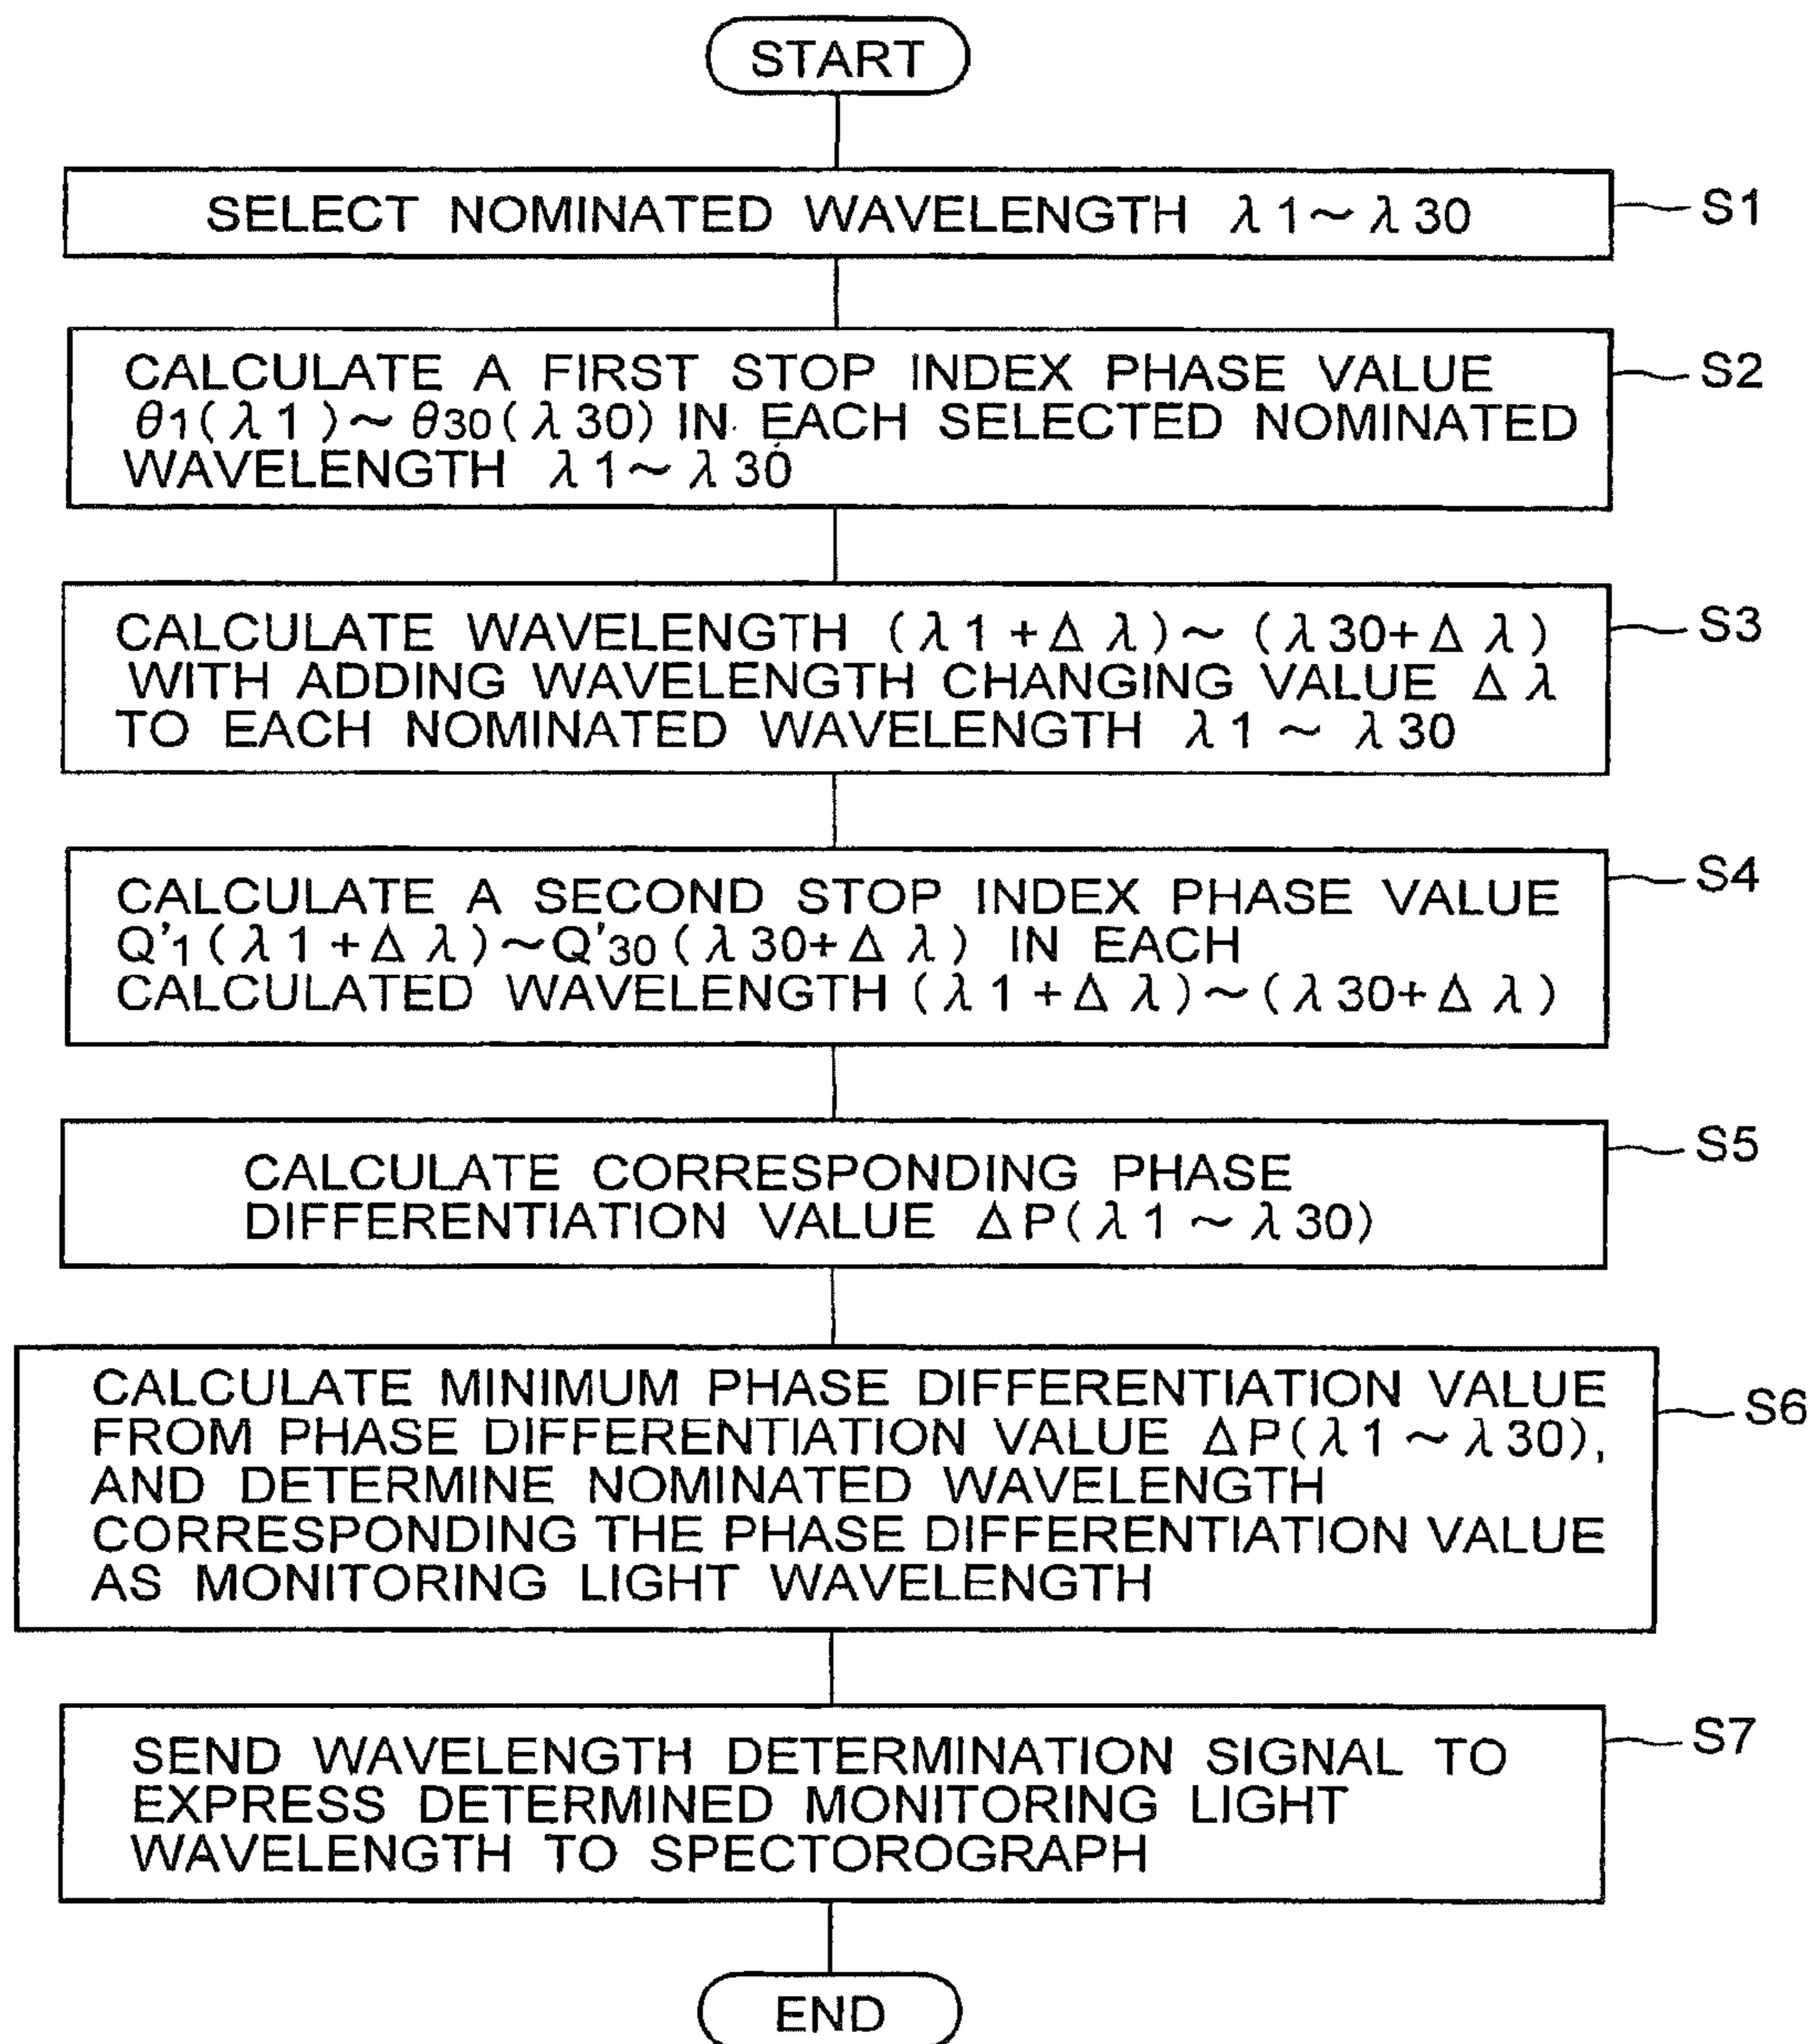 START
SELECT NOMINATED WAVELENGTH λ1~λ30
S1
CALCULATE A FIRST STOP INDEX PHASE VALUE
θ1(λ1)~θ30(λ30) IN EACH SELECTED NOMINATED
WAVELENGTH λ1~λ30
S2
CALCULATE WAVELENGTH (λ1+Δλ)~(λ30+Δλ)
WITH ADDING WAVELENGTH CHANGING VALUE Δλ
TO EACH NOMINATED WAVELENGTH λ1~λ30
S3
CALCULATE A SECOND STOP INDEX PHASE VALUE
Q'1(λ1+Δλ)~Q'30(λ30+Δλ) IN EACH
CALCULATED WAVELENGTH (λ1+Δλ)~(λ30+Δλ)
S4
CALCULATE CORRESPONDING PHASE
DIFFERENTIATION VALUE ΔP(λ1~λ30)
S5
CALCULATE MINIMUM PHASE DIFFERENTIATION VALUE
FROM PHASE DIFFERENTIATION VALUE ΔP(λ1~λ30),
AND DETERMINE NOMINATED WAVELENGTH
CORRESPONDING THE PHASE DIFFERENTIATION VALUE
AS MONITORING LIGHT WAVELENGTH
S6
SEND WAVELENGTH DETERMINATION SIGNAL TO
EXPRESS DETERMINED MONITORING LIGHT
WAVELENGTH TO SPECTOROGRAPH
S7
END